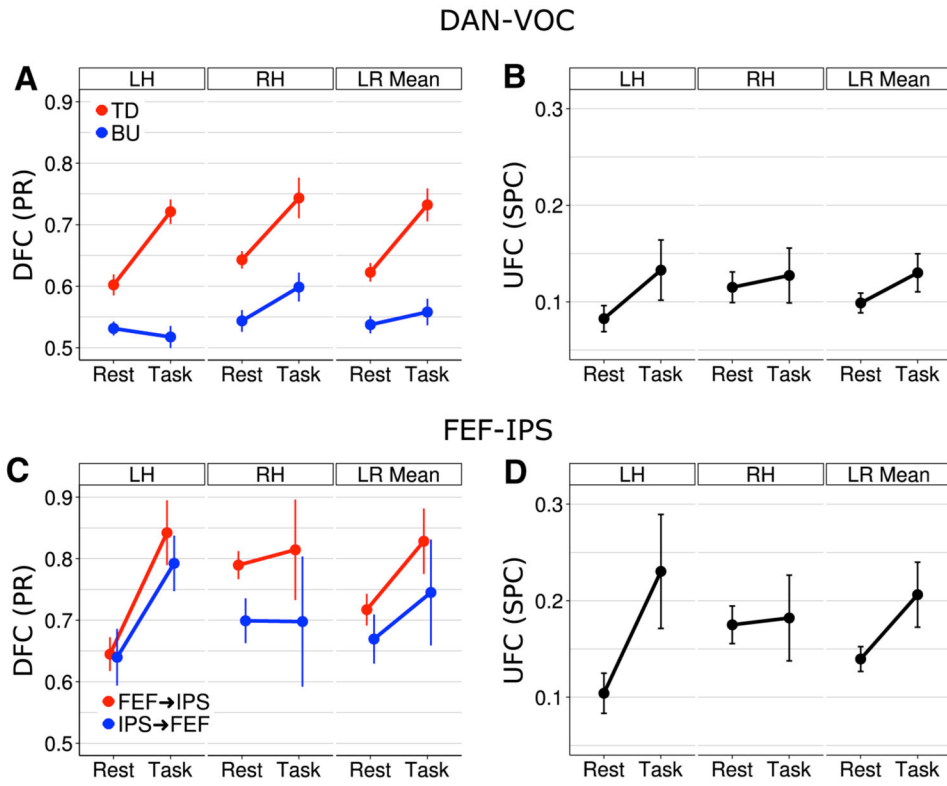 DAN-VOC
A
LH RH LR Mean
TD
BU
DFC (PR)
0.9
0.8
0.7
0.6
0.5
Rest Task Rest Task Rest Task
B
LH RH LR Mean
UFC (SPC)
0.3
0.2
0.1
Rest Task Rest Task Rest Task
FEF-IPS
C
LH RH LR Mean
DFC (PR)
0.9
0.8
0.7
0.6
0.5
FEF→IPS
IPS→FEF
Rest Task Rest Task Rest Task
D
LH RH LR Mean
UFC (SPC)
0.3
0.2
0.1
Rest Task Rest Task Rest Task